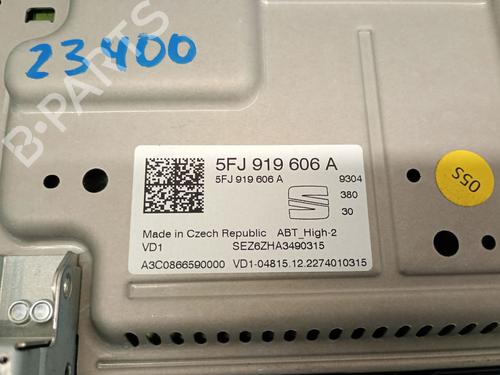 23400
B-PARTS
5FJ 919 606 A
5FJ 919 606 A 9304
380
30
Made in Czech Republic ABT_High-2
VD1 SEZ6ZHA3490315
A3C0866590000 VD1-04815.12.2274010315
055